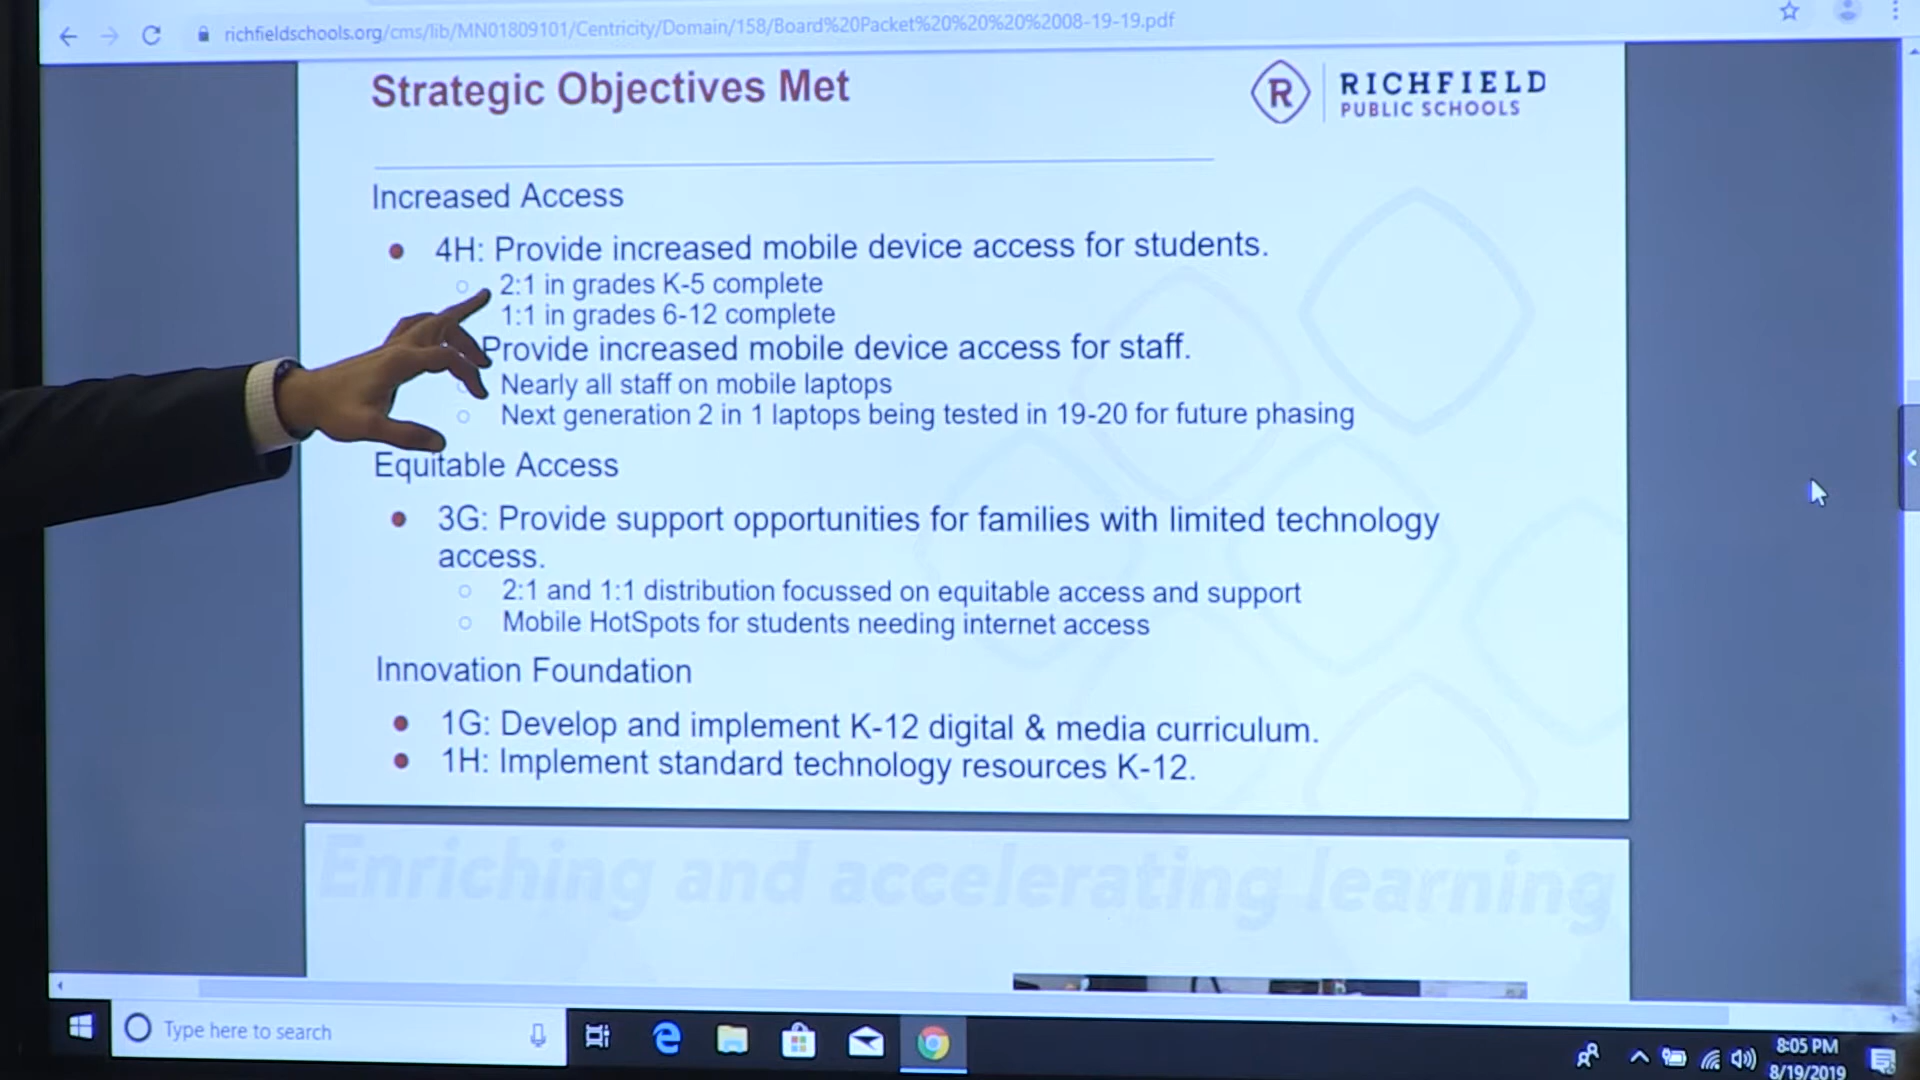 richfieldschools.org/cms/lib/MN01809101/Centricity/Domain/158/Board%20Packet%20%20%20%2008-19-19.pdf
Strategic Objectives Met
R
RICHFIELD
PUBLIC SCHOOLS
Increased Access
4H: Provide increased mobile device access for students.
2:1 in grades K-5 complete
1:1 in grades 6-12 complete
Provide increased mobile device access for staff.
Nearly all staff on mobile laptops
Next generation 2 in 1 laptops being tested in 19-20 for future phasing
Equitable Access
3G: Provide support opportunities for families with limited technology
access.
2:1 and 1:1 distribution focussed on equitable access and support
Mobile HotSpots for students needing internet access
Innovation Foundation
1G: Develop and implement K-12 digital & media curriculum.
1H: Implement standard technology resources K-12.
Enriching and accelerating learning
Type here to search
8:05 PM
8/19/2019